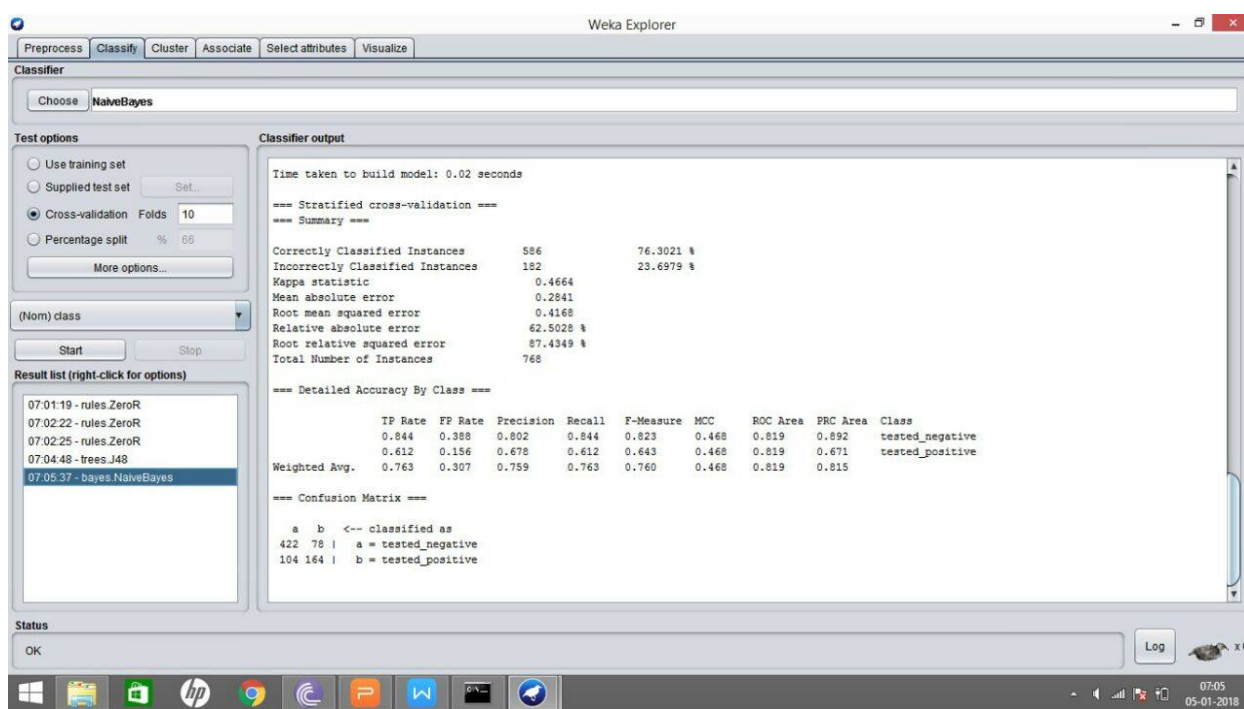 Weka Explorer
Preprocess Classify Cluster Associate Select attributes Visualize
Classifier
Choose NaiveBayes
Test options
Use training set
Supplied test set Set...
Cross-validation Folds 10
Percentage split % 66
More options...
(Nom) class
Start Stop
Result list (right-click for options)
07:01:19 - rules.ZeroR
07:02:22 - rules.ZeroR
07:02:25 - rules.ZeroR
07:04:48 - trees.J48
07:05:37 - bayes.NaiveBayes
Classifier output
Time taken to build model: 0.02 seconds
=== Stratified cross-validation ===
=== Summary ===
Correctly Classified Instances 586 76.3021 %
Incorrectly Classified Instances 182 23.6979 %
Kappa statistic 0.4664
Mean absolute error 0.2841
Root mean squared error 0.4168
Relative absolute error 62.5028 %
Root relative squared error 87.4349 %
Total Number of Instances 768
=== Detailed Accuracy By Class ===
TP Rate FP Rate Precision Recall F-Measure MCC ROC Area PRC Area Class
0.844 0.388 0.802 0.844 0.823 0.468 0.819 0.892 tested_negative
0.612 0.156 0.678 0.612 0.643 0.468 0.819 0.671 tested_positive
Weighted Avg. 0.763 0.307 0.759 0.763 0.760 0.468 0.819 0.815
=== Confusion Matrix ===
a b <-- classified as
422 78 | a = tested_negative
104 164 | b = tested_positive
Status
OK
Log
hp
07:05
05-01-2018